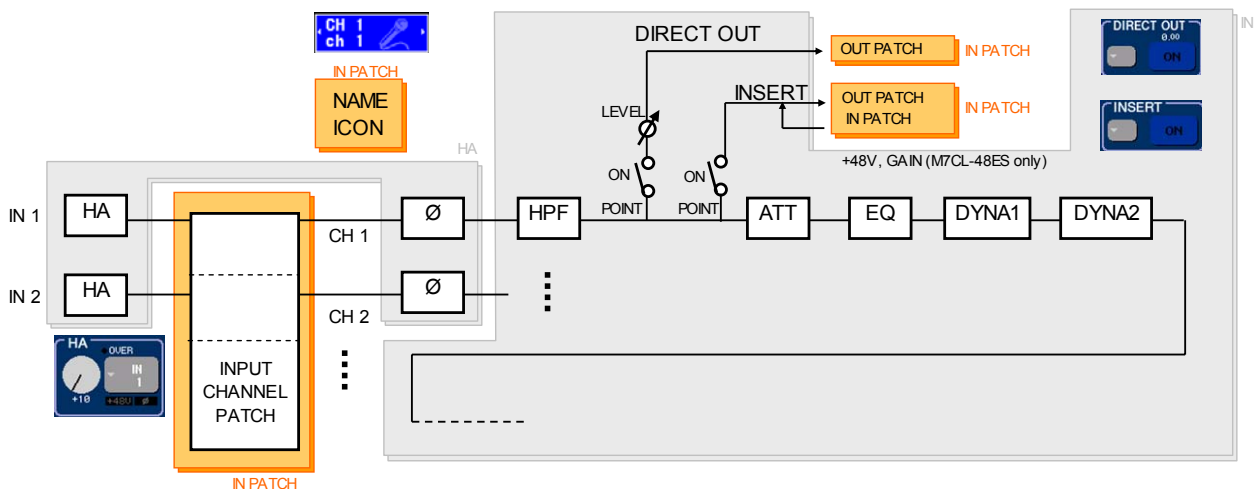 CH 1
ch 1
IN PATCH
NAME
ICON
DIRECT OUT
OUT PATCH
IN PATCH
DIRECT OUT
0.00
ON
IN
INSERT
OUT PATCH
IN PATCH
IN PATCH
INSERT
ON
LEVEL
ON
ON
+48V, GAIN (M7CL-48ES only)
HA
POINT
POINT
IN 1
HA
CH 1
Ø
HPF
ATT
EQ
DYNA1
DYNA2
IN 2
HA
CH 2
Ø
HA
OVER
IN
1
+10
+48V
Ø
INPUT
CHANNEL
PATCH
IN PATCH